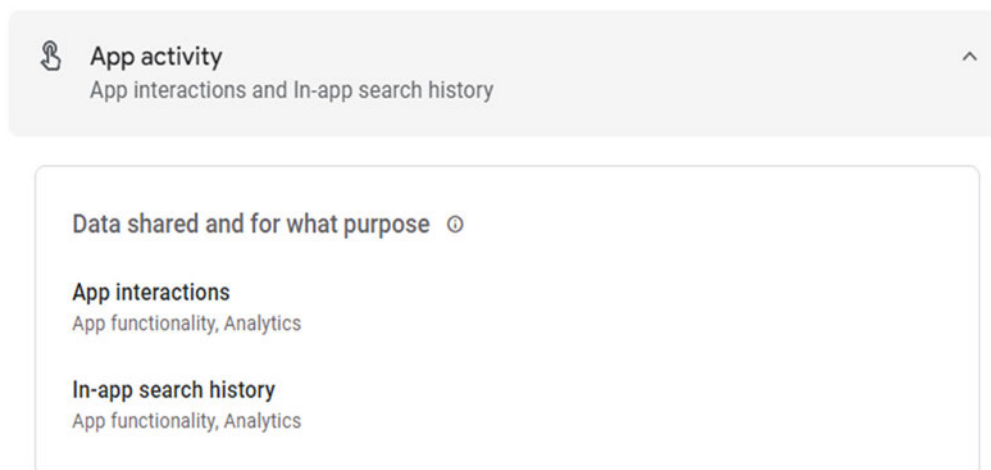 App activity
App interactions and In-app search history
Data shared and for what purpose
App interactions
App functionality, Analytics
In-app search history
App functionality, Analytics